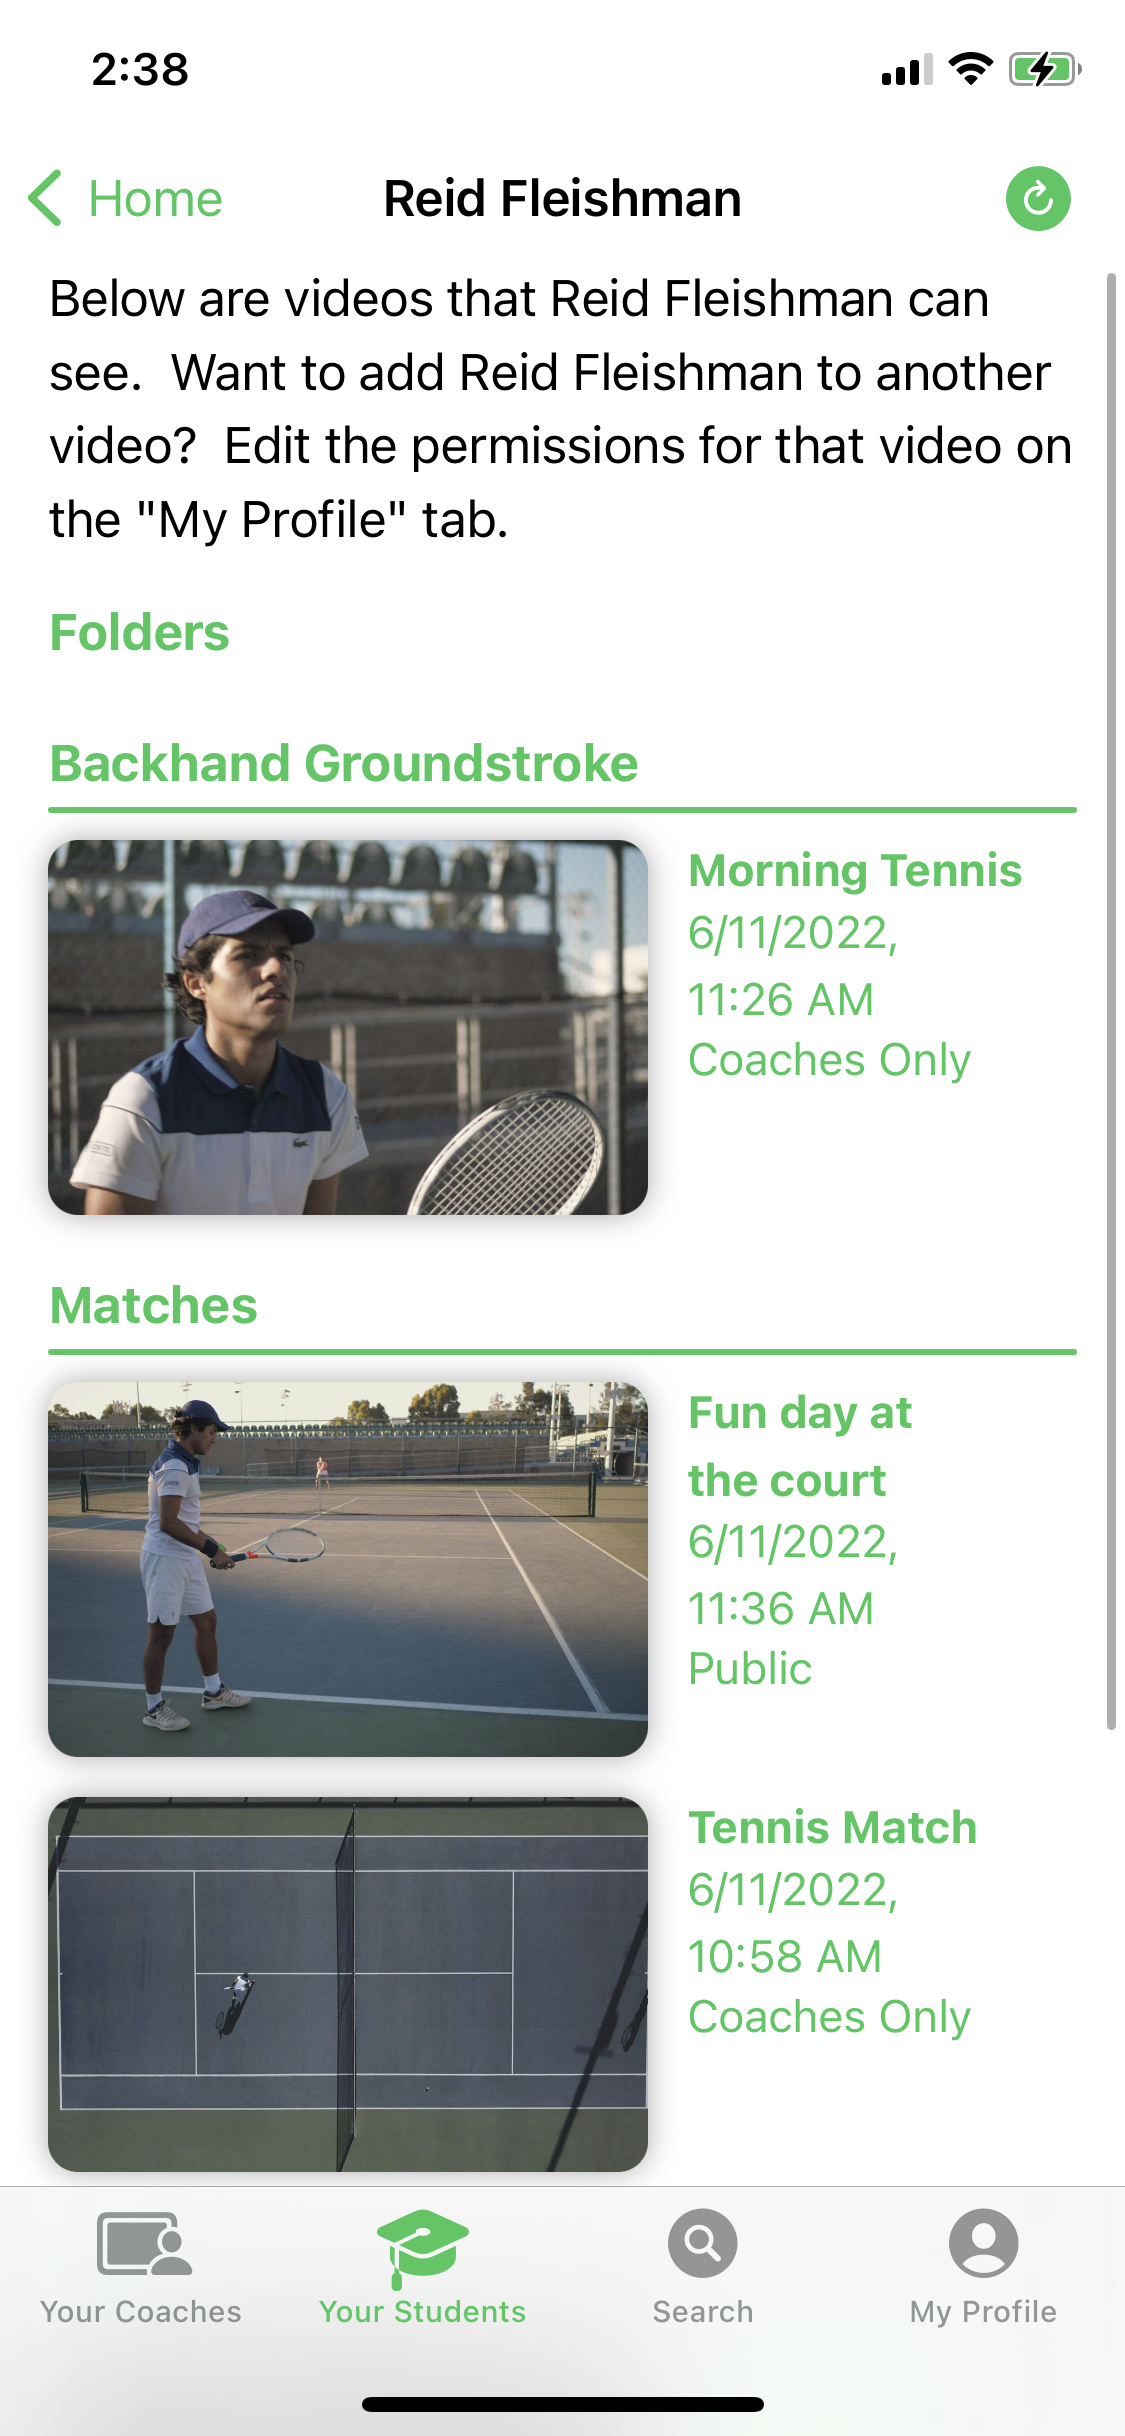 2:38
Home
Reid Fleishman
Below are videos that Reid Fleishman can
see.  Want to add Reid Fleishman to another
video?  Edit the permissions for that video on
the "My Profile" tab.
Folders
Backhand Groundstroke
Morning Tennis
6/11/2022,
11:26 AM
Coaches Only
Matches
Fun day at
the court
6/11/2022,
11:36 AM
Public
Tennis Match
6/11/2022,
10:58 AM
Coaches Only
Your Coaches
Your Students
Search
My Profile